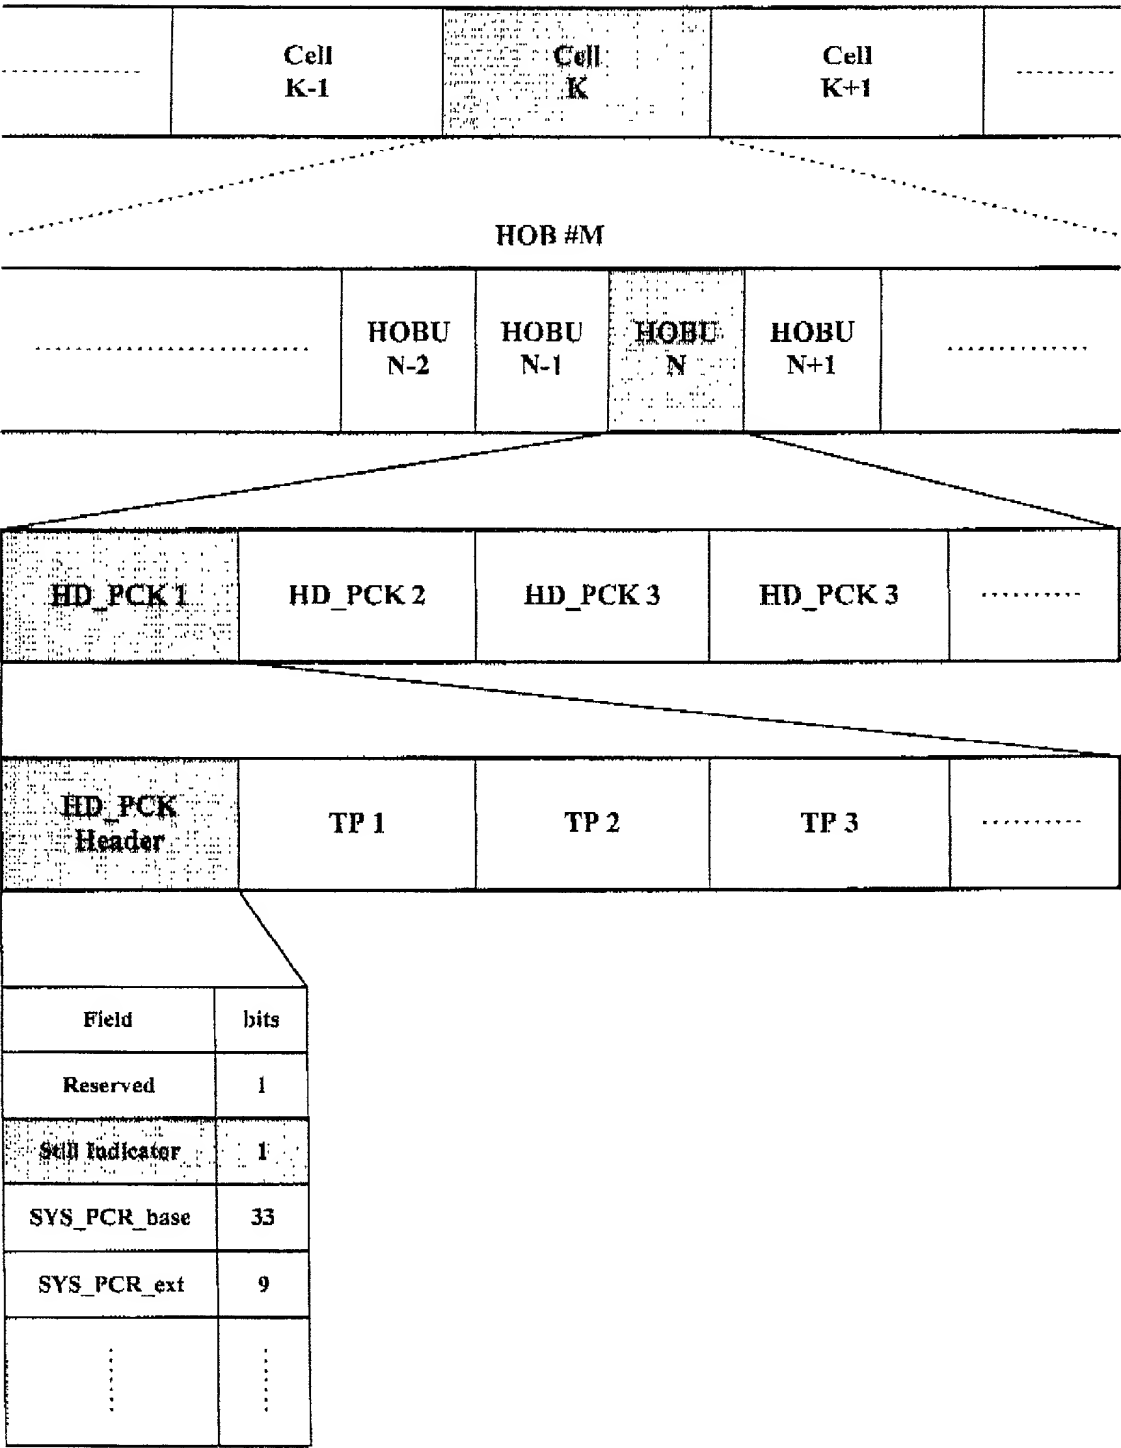 Cell Cell Cell
K-1 K K+1
HOB #M
HOBU HOBU HOBU HOBU
N-2 N-1 N N+1
HD_PCK 1 HD_PCK 2 HD_PCK 3 HD_PCK 3
HD_PCK
Header TP 1 TP 2 TP 3
Field bits
Reserved 1
Still Indicator 1
SYS_PCR_base 33
SYS_PCR_ext 9